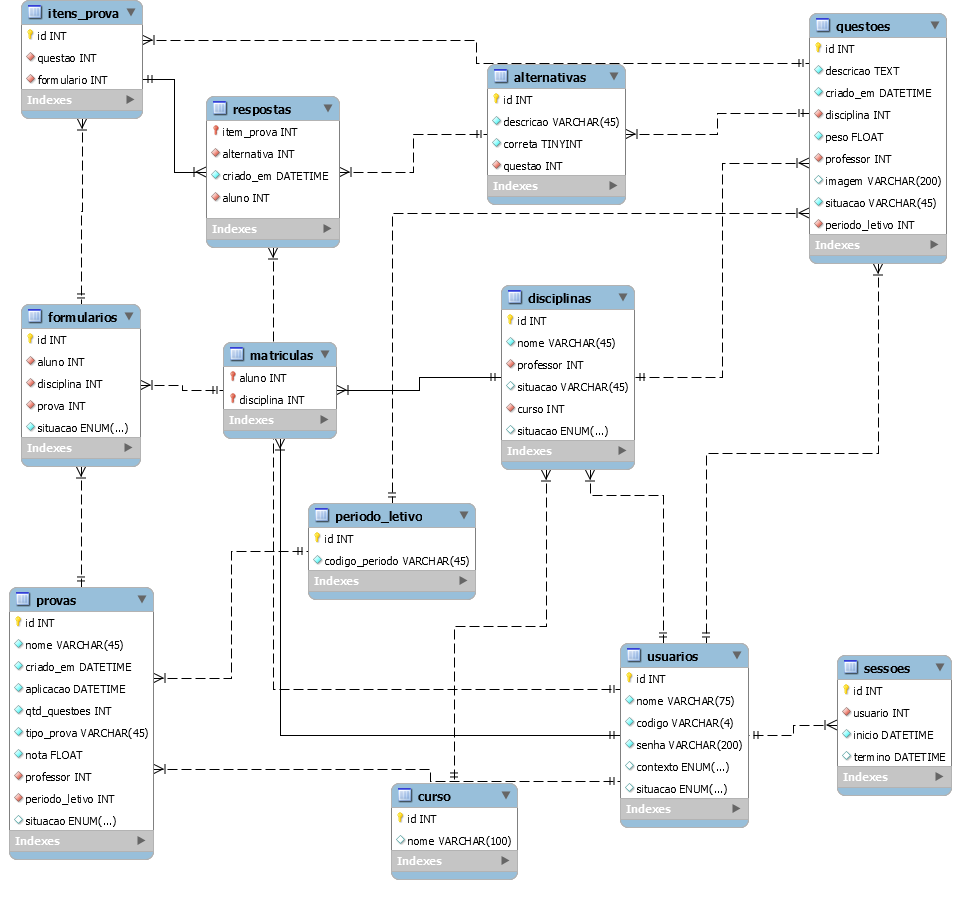 itens_prova
id INT
questao INT
formulario INT
Indexes
questoes
id INT
descricao TEXT
criado_em DATETIME
disciplina INT
peso FLOAT
professor INT
imagem VARCHAR(200)
situacao VARCHAR(45)
periodo_letivo INT
Indexes
alternativas
id INT
descricao VARCHAR(45)
correta TINYINT
questao INT
Indexes
respostas
item_prova INT
alternativa INT
criado_em DATETIME
aluno INT
Indexes
formularios
id INT
aluno INT
disciplina INT
prova INT
situacao ENUM(...)
Indexes
matriculas
aluno INT
disciplina INT
Indexes
disciplinas
id INT
nome VARCHAR(45)
professor INT
situacao VARCHAR(45)
curso INT
situacao ENUM(...)
Indexes
periodo_letivo
id INT
codigo_periodo VARCHAR(45)
Indexes
provas
id INT
nome VARCHAR(45)
criado_em DATETIME
aplicacao DATETIME
qtd_questoes INT
tipo_prova VARCHAR(45)
nota FLOAT
professor INT
periodo_letivo INT
situacao ENUM(...)
Indexes
usuarios
id INT
nome VARCHAR(75)
codigo VARCHAR(4)
senha VARCHAR(200)
contexto ENUM(...)
situacao ENUM(...)
Indexes
sessoes
id INT
usuario INT
inicio DATETIME
termino DATETIME
Indexes
curso
id INT
nome VARCHAR(100)
Indexes